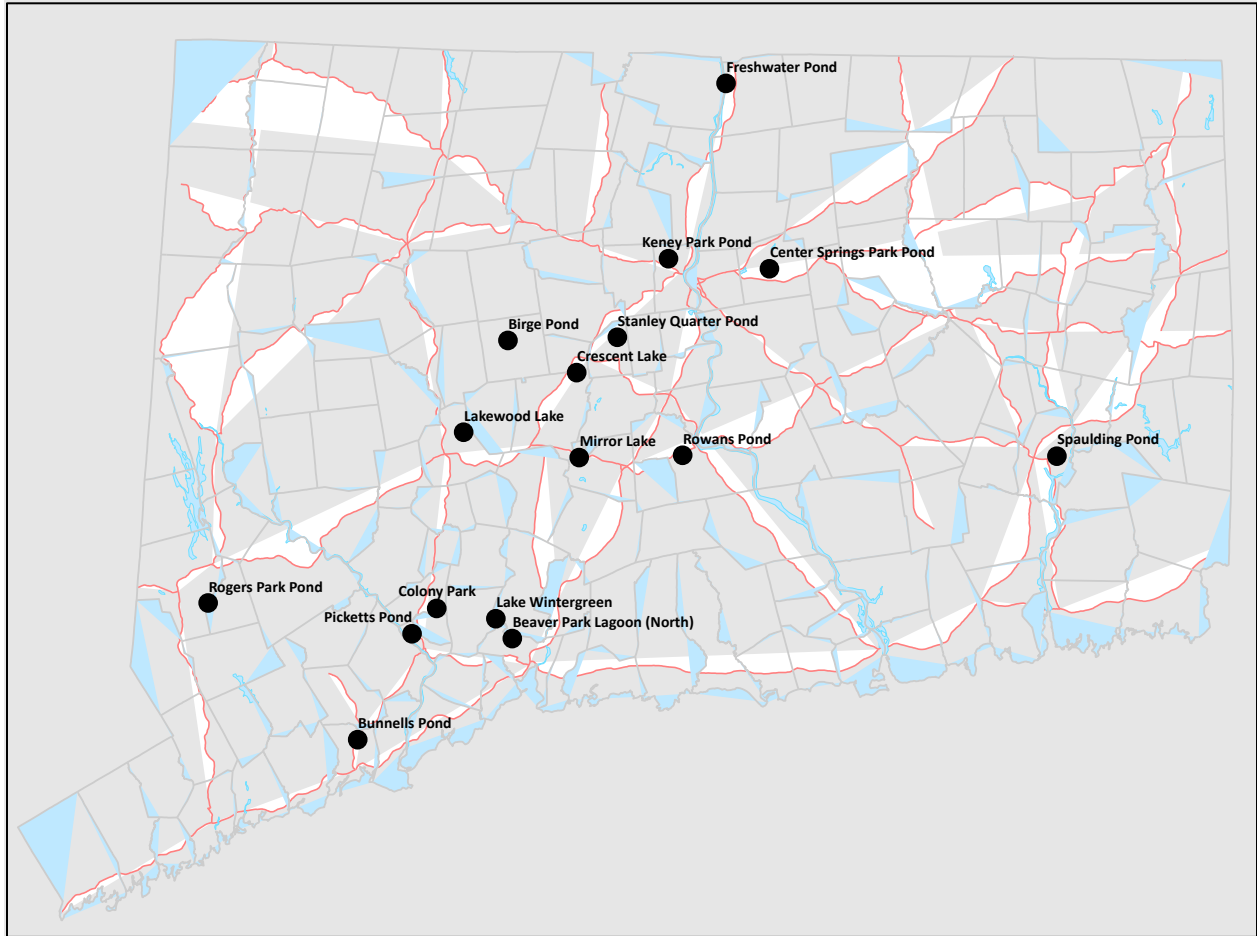 Freshwater Pond
Keney Park Pond
Center Springs Park Pond
Birge Pond
Stanley Quarter Pond
Crescent Lake
Lakewood Lake
Mirror Lake
Rowans Pond
Spaulding Pond
Rogers Park Pond
Colony Park
Lake Wintergreen
Picketts Pond
Beaver Park Lagoon (North)
Bunnells Pond